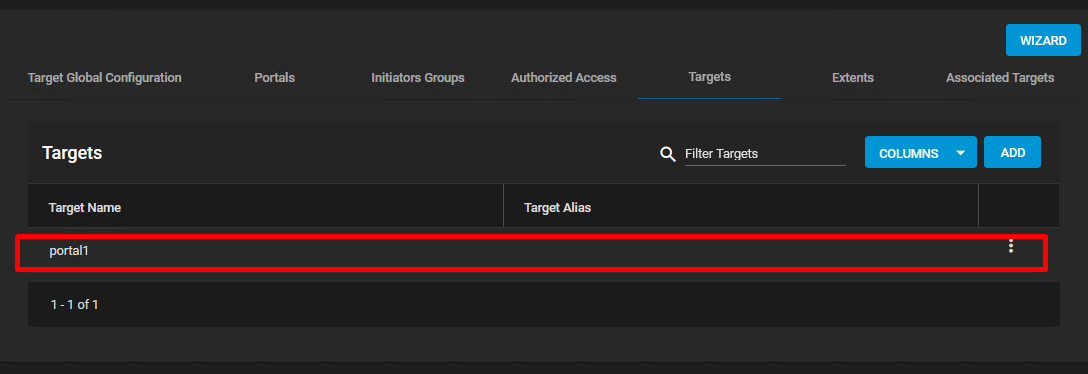 WIZARD
Target Global Configuration Portals Initiators Groups Authorized Access Targets Extents Associated Targets
Targets Filter Targets COLUMNS ADD
Target Name Target Alias
portal1
1 - 1 of 1